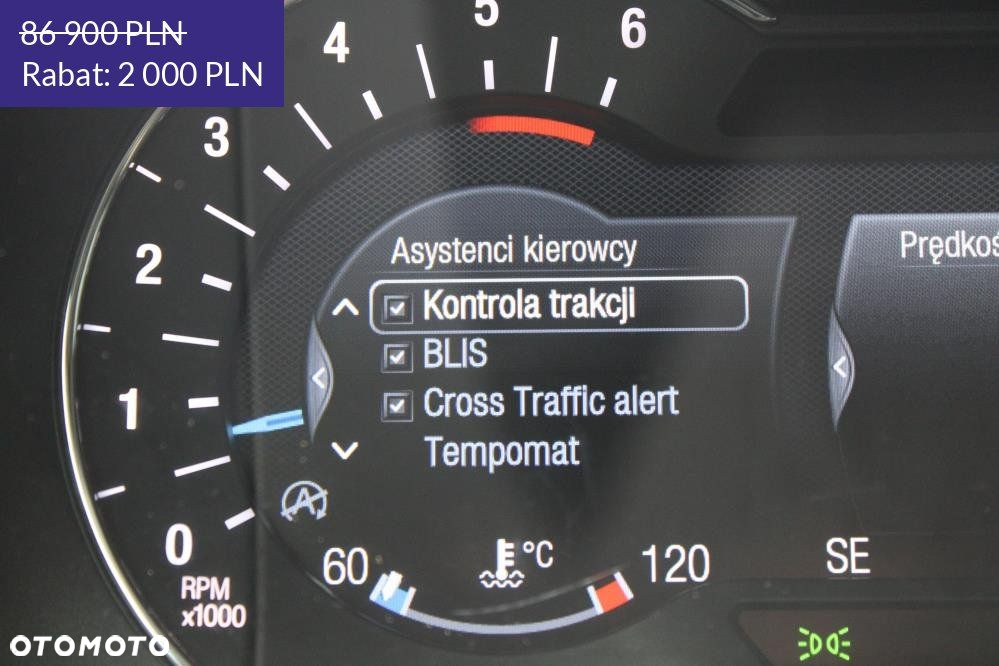 86 900 PLN
Rabat: 2 000 PLN
0
1
2
3
4
5
6
RPM
x1000
Asystenci kierowcy
Kontrola trakcji
BLIS
Cross Traffic alert
Tempomat
A
60
°C
120
SE
OTOMOTO